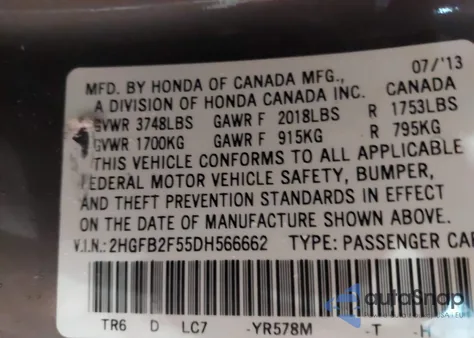 07/'13
MFD. BY HONDA OF CANADA MFG.,
A DIVISION OF HONDA CANADA INC. CANADA
GVWR 3748LBS GAWR F 2018LBS R 1753LBS
GVWR 1700KG GAWR F 915KG R 795KG
THIS VEHICLE CONFORMS TO ALL APPLICABLE
FEDERAL MOTOR VEHICLE SAFETY, BUMPER,
AND THEFT PREVENTION STANDARDS IN EFFECT
ON THE DATE OF MANUFACTURE SHOWN ABOVE.
V.I.N.: 2HGFB2F55DH566662 TYPE: PASSENGER CAR
TR6 D LC7 -YR578M -T -H
autoSnap